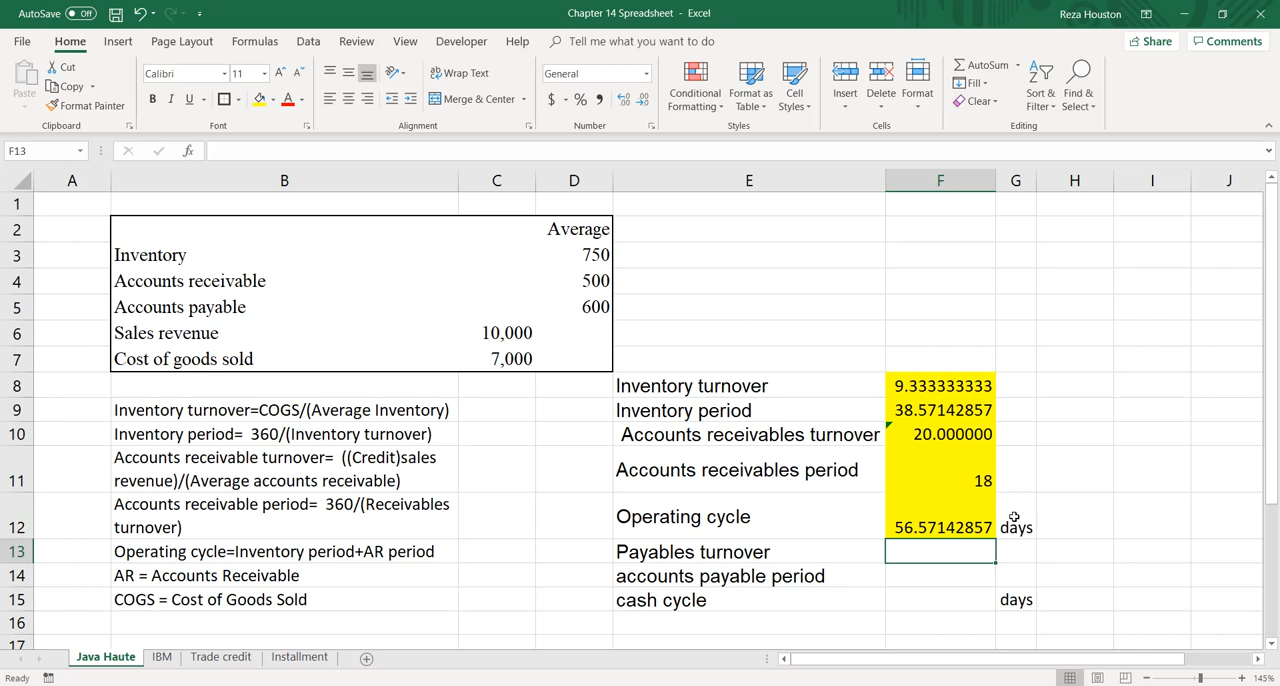 AutoSave Off
Chapter 14 Spreadsheet - Excel
Reza Houston
File Home Insert Page Layout Formulas Data Review View Developer Help Tell me what you want to do
Share Comments
Paste
Cut
Copy
Format Painter
Clipboard
Calibri 11
B I U
Font
Wrap Text
Merge & Center
Alignment
General
$ % ,
Number
Conditional Formatting
Format as Table
Cell Styles
Styles
Insert Delete Format
Cells
AutoSum
Fill
Clear
Sort & Filter
Find & Select
Editing
F13
fx
A B C D E F G H I J
1
2 Average
3 Inventory 750
4 Accounts receivable 500
5 Accounts payable 600
6 Sales revenue 10,000
7 Cost of goods sold 7,000
8 Inventory turnover 9.333333333
9 Inventory turnover=COGS/(Average Inventory) Inventory period 38.57142857
10 Inventory period= 360/(Inventory turnover) Accounts receivables turnover 20.000000
Accounts receivable turnover= ((Credit)sales
11 revenue)/(Average accounts receivable) Accounts receivables period 18
Accounts receivable period= 360/(Receivables
12 turnover) Operating cycle 56.57142857 days
13 Operating cycle=Inventory period+AR period Payables turnover
14 AR = Accounts Receivable accounts payable period
15 COGS = Cost of Goods Sold cash cycle days
16
17
Java Haute IBM Trade credit Installment
Ready
145%